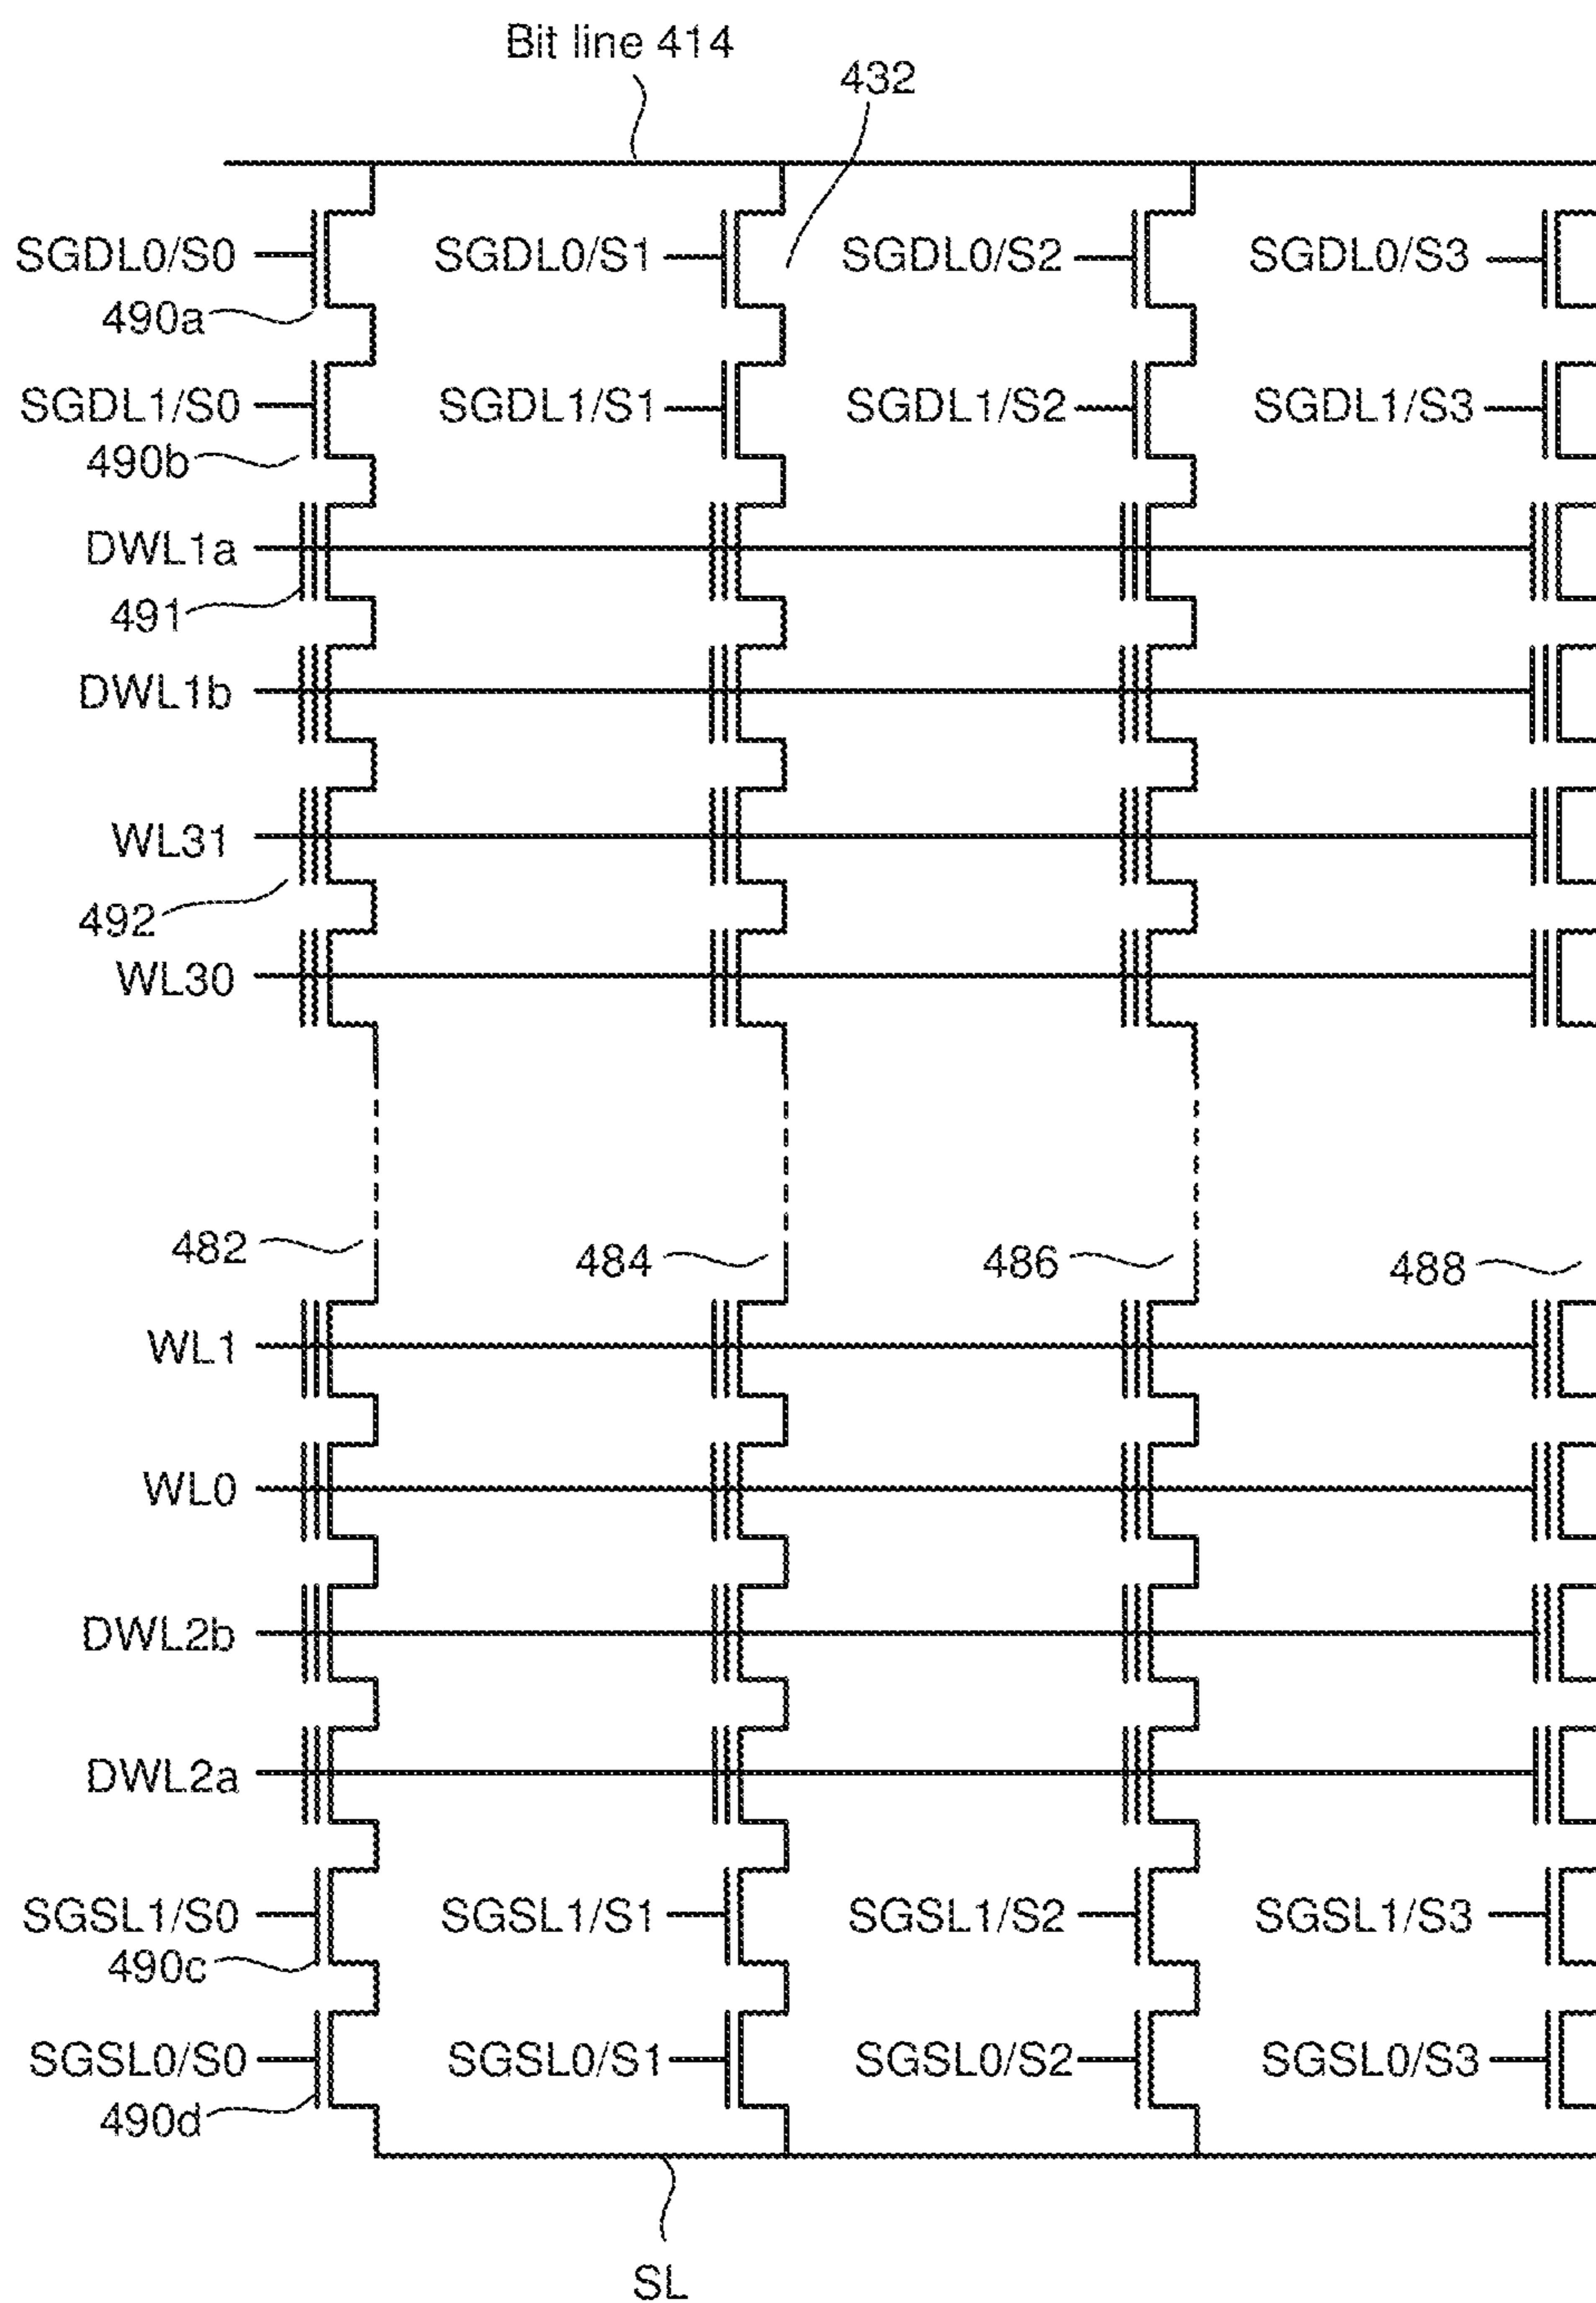 Bit line 414
432
SGDL0/S0 SGDL0/S1 SGDL0/S2 SGDL0/S3
490a
SGDL1/S0 SGDL1/S1 SGDL1/S2 SGDL1/S3
490b
DWL1a
491
DWL1b
WL31
492
WL30
482 484 486 488
WL1
WL0
DWL2b
DWL2a
SGSL1/S0 SGSL1/S1 SGSL1/S2 SGSL1/S3
490c
SGSL0/S0 SGSL0/S1 SGSL0/S2 SGSL0/S3
490d
SL